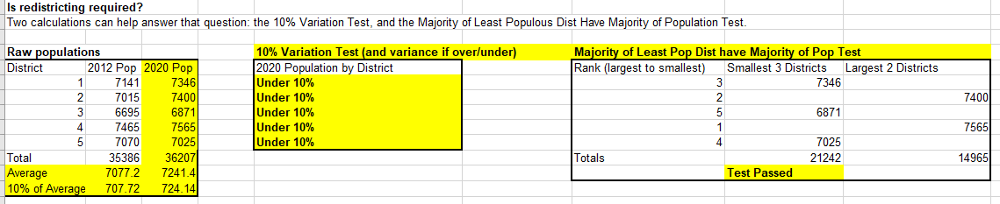 Is redistricting required?
Two calculations can help answer that question: the 10% Variation Test, and the Majority of Least Populous Dist Have Majority of Population Test.
Raw populations 10% Variation Test (and variance if over/under) Majority of Least Pop Dist have Majority of Pop Test
District 2012 Pop 2020 Pop 2020 Population by District Rank (largest to smallest) Smallest 3 Districts Largest 2 Districts
1 7141 7346 Under 10% 3 7346
2 7015 7400 Under 10% 2 7400
3 6695 6871 Under 10% 5 6871
4 7465 7565 Under 10% 1 7565
5 7070 7025 Under 10% 4 7025
Total 35386 36207 Totals 21242 14965
Average 7077.2 7241.4 Test Passed
10% of Average 707.72 724.14